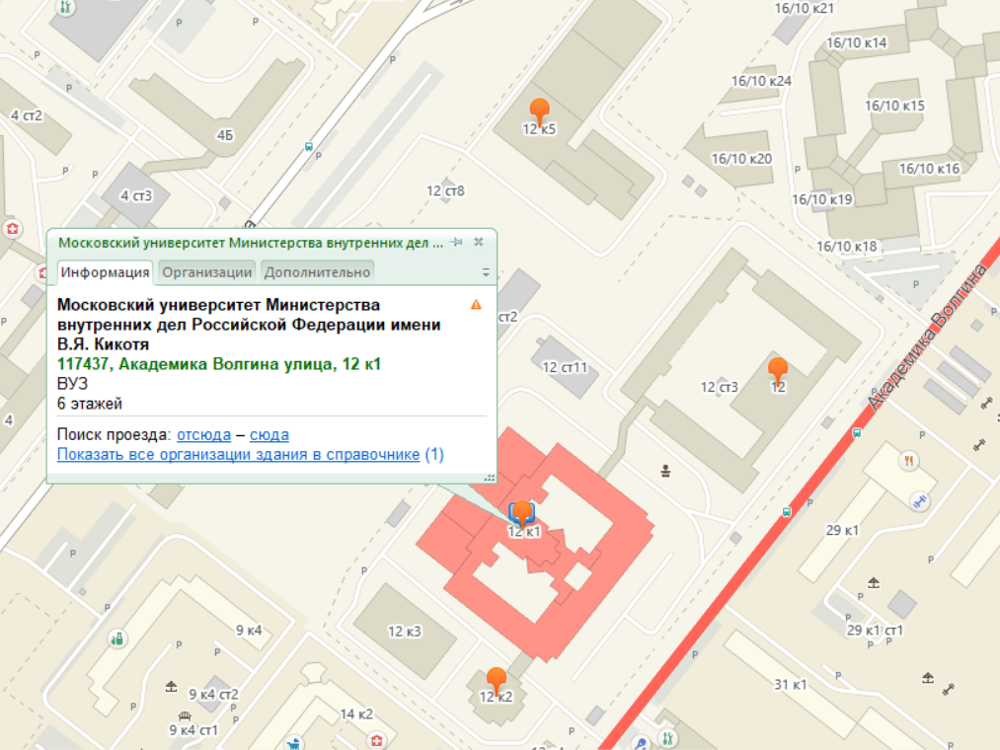 16/10 к21
16/10 к14
16/10 к24
16/10 к15
4 ст2
4Б
12 к5
16/10 к20
16/10 к16
4 ст3
12 ст8
16/10 к19
16/10 к18
Московский университет Министерства внутренних дел ...
Информация
Организации
Дополнительно
Московский университет Министерства
внутренних дел Российской Федерации имени
В.Я. Кикотя
117437, Академика Волгина улица, 12 к1
ВУЗ
6 этажей
Поиск проезда: отсюда – сюда
Показать все организации здания в справочнике (1)
ст2
12 ст11
12 ст3
12
Академика Волгина
4
12 к1
29 к1
12 к3
9 к4
29 к1 ст1
31 к1
9 к4 ст2
12 к2
14 к2
9 к4 ст1
P